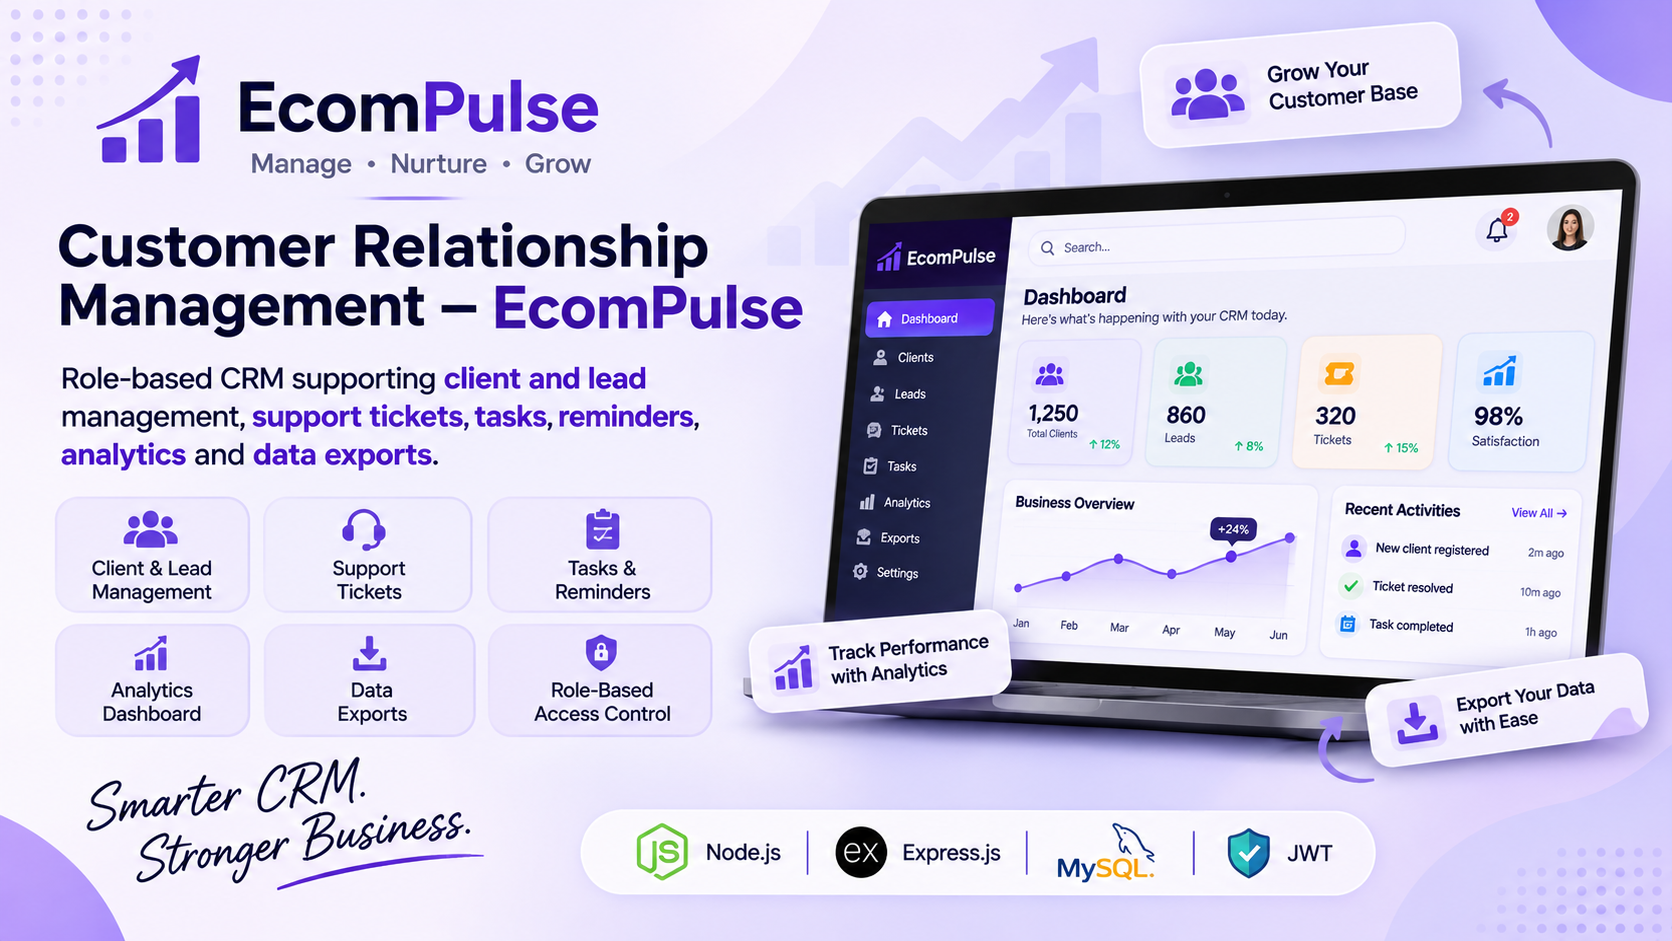 EcomPulse
Manage • Nurture • Grow
Customer Relationship
Management – EcomPulse
Role-based CRM supporting client and lead
management, support tickets, tasks, reminders,
analytics and data exports.
Client & Lead
Management
Support
Tickets
Tasks &
Reminders
Analytics
Dashboard
Data
Exports
Role-Based
Access Control
Smarter CRM.
Stronger Business.
Grow Your
Customer Base
EcomPulse
Search...
2
Dashboard
Clients
Leads
Tickets
Tasks
Analytics
Exports
Settings
Dashboard
Here's what's happening with your CRM today.
1,250
Total Clients
↑ 12%
860
Leads
↑ 8%
320
Tickets
↑ 15%
98%
Satisfaction
Business Overview
+24%
Jan Feb Mar Apr May Jun
Recent Activities
View All →
New client registered 2m ago
Ticket resolved 10m ago
Task completed 1h ago
Track Performance
with Analytics
Export Your Data
with Ease
JS
Node.js
ex
Express.js
MySQL.
JWT